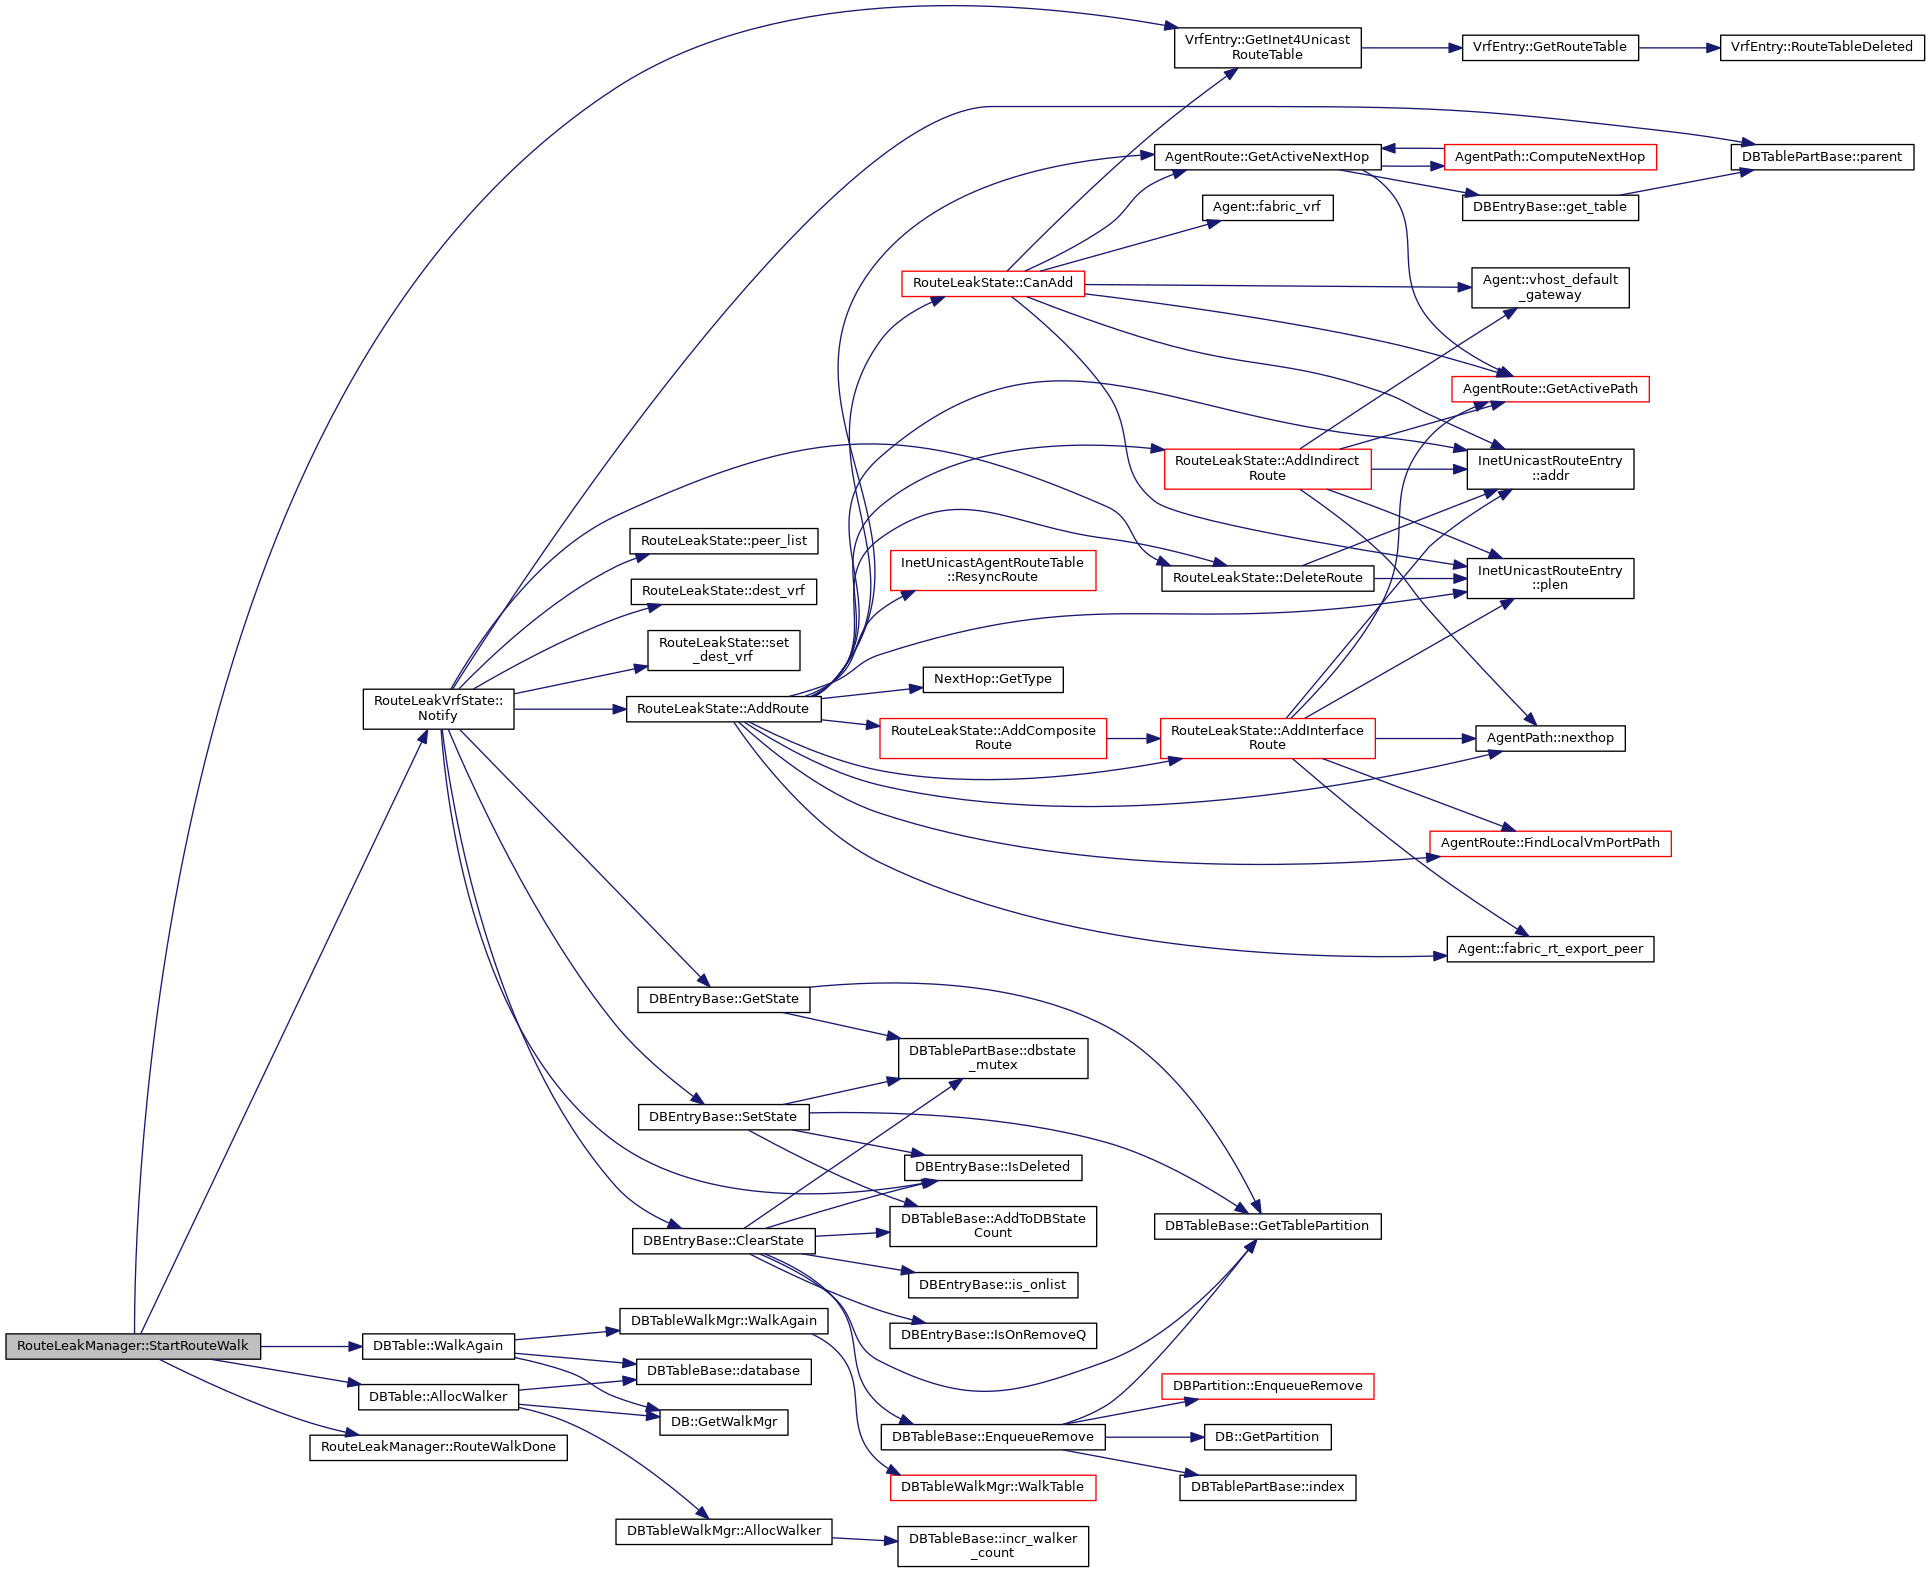 VrfEntry::GetInet4Unicast
RouteTable
VrfEntry::GetRouteTable
VrfEntry::RouteTableDeleted
AgentRoute::GetActiveNextHop
AgentPath::ComputeNextHop
DBTablePartBase::parent
Agent::fabric_vrf
DBEntryBase::get_table
RouteLeakState::CanAdd
Agent::vhost_default
_gateway
AgentRoute::GetActivePath
RouteLeakState::AddIndirect
Route
InetUnicastRouteEntry
::addr
RouteLeakState::peer_list
InetUnicastAgentRouteTable
::ResyncRoute
RouteLeakState::DeleteRoute
InetUnicastRouteEntry
::plen
RouteLeakState::dest_vrf
RouteLeakState::set
_dest_vrf
NextHop::GetType
RouteLeakVrfState::
Notify
RouteLeakState::AddRoute
RouteLeakState::AddComposite
Route
RouteLeakState::AddInterface
Route
AgentPath::nexthop
AgentRoute::FindLocalVmPortPath
Agent::fabric_rt_export_peer
DBEntryBase::GetState
DBTablePartBase::dbstate
_mutex
DBEntryBase::SetState
DBEntryBase::IsDeleted
DBTableBase::AddToDBState
Count
DBTableBase::GetTablePartition
DBEntryBase::ClearState
DBEntryBase::is_onlist
DBTableWalkMgr::WalkAgain
DBEntryBase::IsOnRemoveQ
RouteLeakManager::StartRouteWalk
DBTable::WalkAgain
DBTableBase::database
DBPartition::EnqueueRemove
DBTable::AllocWalker
DB::GetWalkMgr
DBTableBase::EnqueueRemove
DB::GetPartition
RouteLeakManager::RouteWalkDone
DBTableWalkMgr::WalkTable
DBTablePartBase::index
DBTableWalkMgr::AllocWalker
DBTableBase::incr_walker
_count